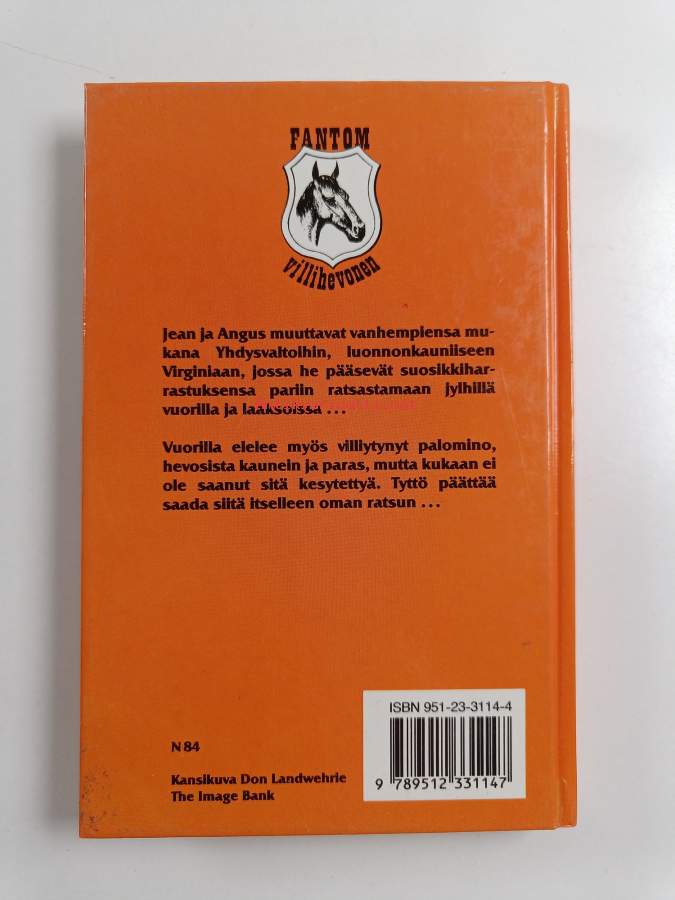 FANTOM
villihevonen
Jean ja Angus muuttavat vanhempiensa mu-
kana Yhdysvaltoihin, luonnonkauniiseen
Virginiaan, jossa he pääsevät suosikkihar-
rastuksensa pariin ratsastamaan jylhillä
vuorilla ja laaksoissa ...
Vuorilla elelee myös villiytynyt palomino,
hevosista kaunein ja paras, mutta kukaan ei
ole saanut sitä kesytettyä. Tyttö päättää
saada siitä itselleen oman ratsun ...
ISBN 951-23-3114-4
N 84
Kansikuva Don Landwehrle
The Image Bank
9 789512 331147